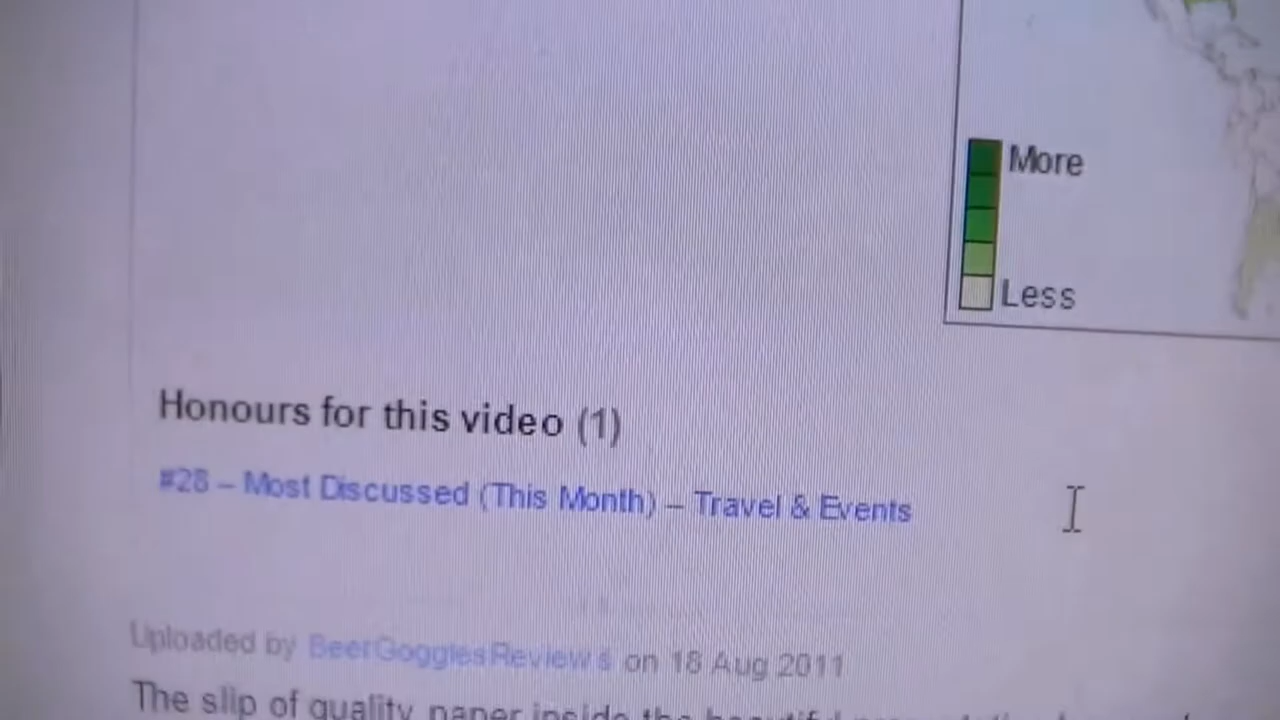 More
Less
Honours for this video (1)
#28 – Most Discussed (This Month) – Travel & Events
Uploaded by BeerGogglesReviews on 18 Aug 2011
The slip of quality paper inside the beautiful